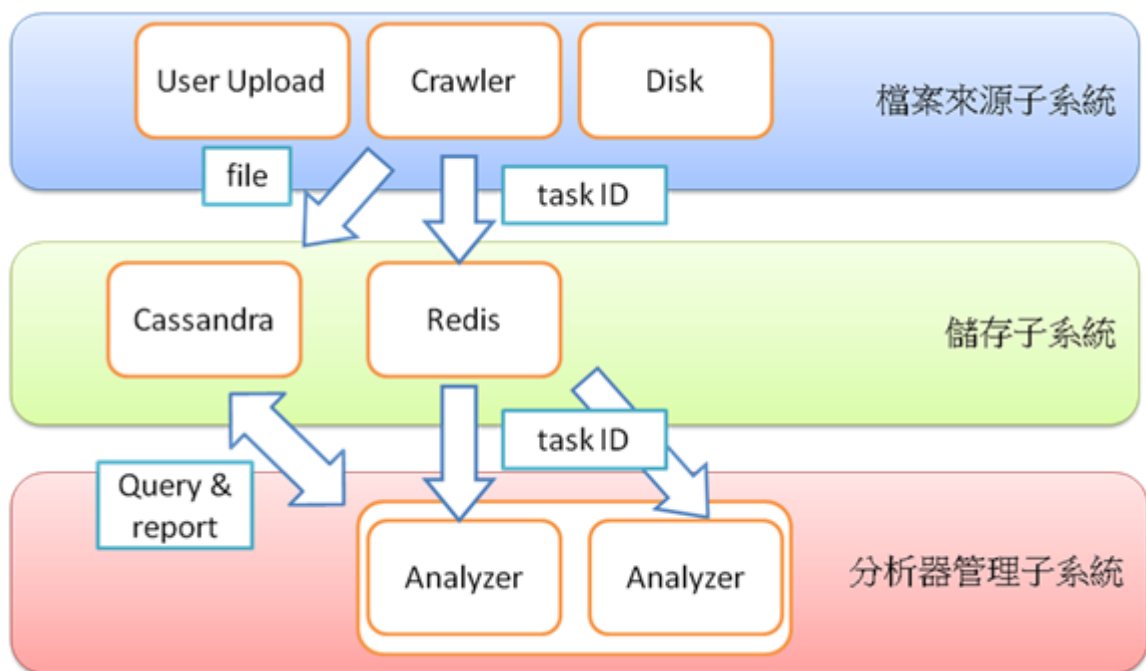 User Upload
Crawler
Disk
檔案來源子系統
file
task ID
Cassandra
Redis
儲存子系統
task ID
Query &
report
Analyzer
Analyzer
分析器管理子系統